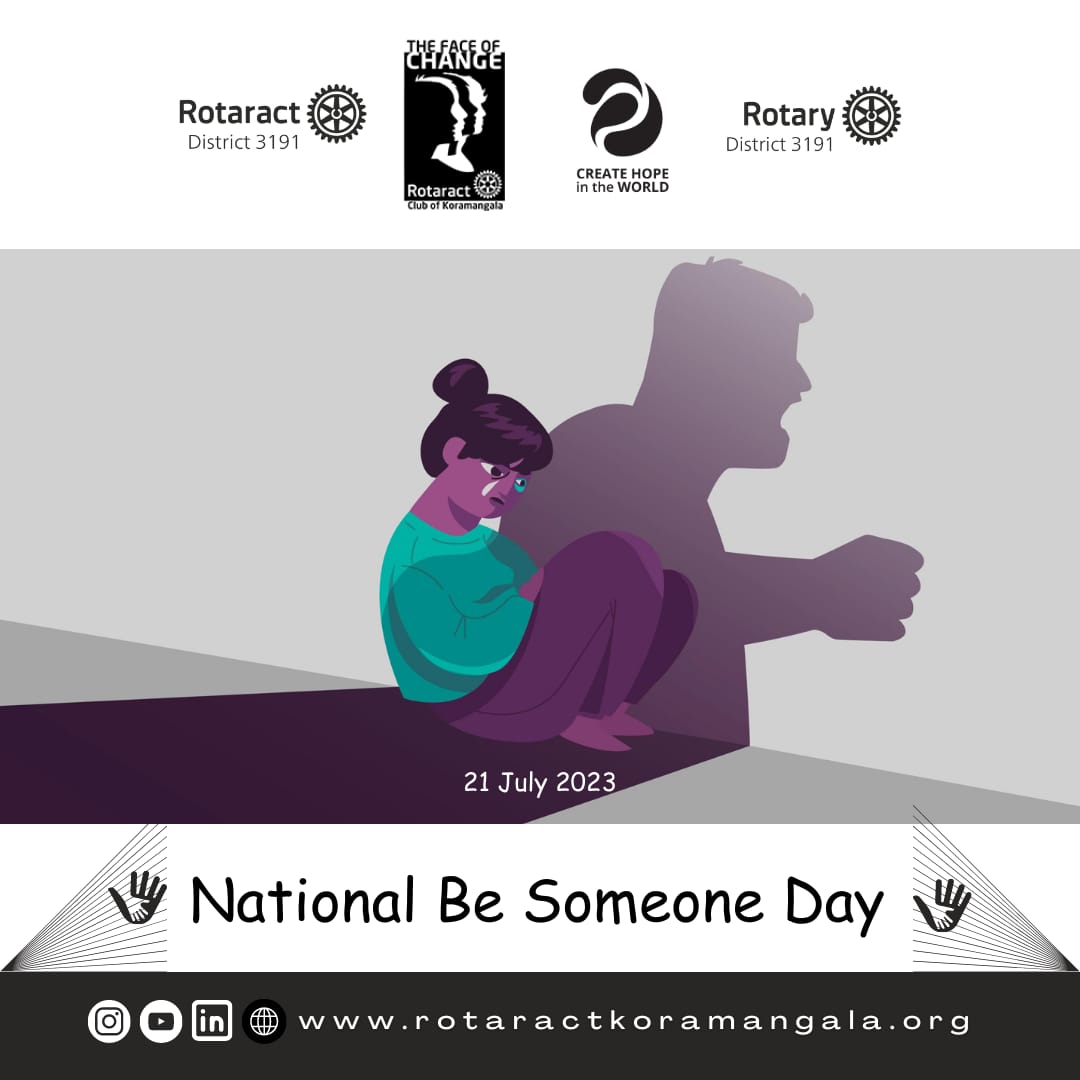 Rotaract
District 3191
THE FACE OF
CHANGE
Rotaract
Club of Koramangala
CREATE HOPE
in the WORLD
Rotary
District 3191
21 July 2023
National Be Someone Day
in
www.rotaractkoramangala.org